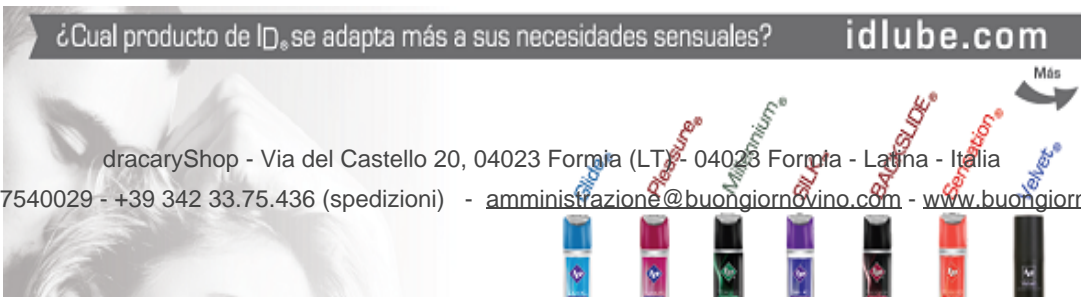 ¿Cual producto de ID® se adapta más a sus necesidades sensuales? idlube.com
Más
Glide® Pleasure® Millennium® SILK® BACKSLIDE® Sensation® Velvet®
dracaryShop - Via del Castello 20, 04023 Formia (LT) - 04023 Formia - Latina - Italia
7540029 - +39 342 33.75.436 (spedizioni) - amministrazione@buongiornovino.com - www.buongiorn